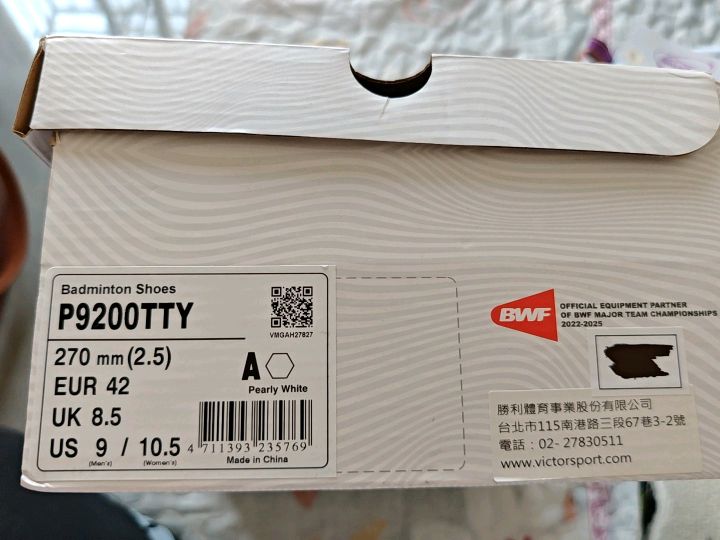 Badminton Shoes
P9200TTY
VMGAH27827
270 mm (2.5)
EUR 42
UK 8.5
US 9 / 10.5
(Men's) (Women's)
A
Pearly White
4 711393 235769
Made in China
BWF
OFFICIAL EQUIPMENT PARTNER
OF BWF MAJOR TEAM CHAMPIONSHIPS
2022-2025
勝利體育事業股份有限公司
台北市115南港路三段67巷3-2號
電話：02- 27830511
www.victorsport.com